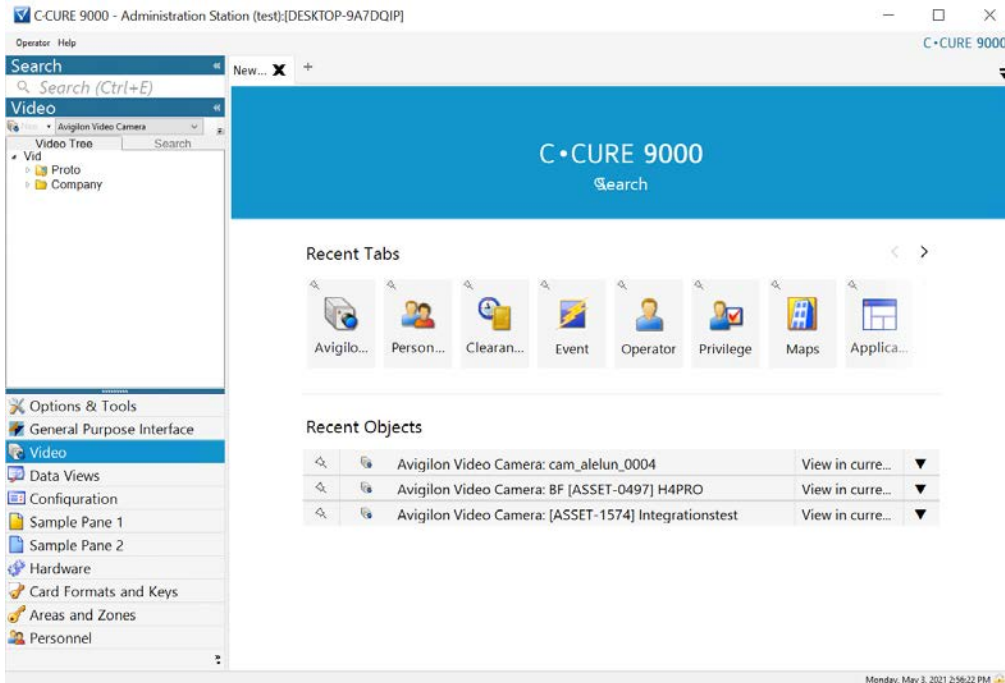 C•CURE 9000 - Administration Station (test):[DESKTOP-9A7DQIP]
Operator Help
C•CURE 9000
Search
Search (Ctrl+E)
Video
Avigilon Video Camera
Video Tree Search
Vid
Proto
Company
Options & Tools
General Purpose Interface
Video
Data Views
Configuration
Sample Pane 1
Sample Pane 2
Hardware
Card Formats and Keys
Areas and Zones
Personnel
New...
C•CURE 9000
Search
Recent Tabs
Avigilo... Person... Clearan... Event Operator Privilege Maps Applica...
Recent Objects
Avigilon Video Camera: cam_alelun_0004 View in curre...
Avigilon Video Camera: BF [ASSET-0497] H4PRO View in curre...
Avigilon Video Camera: [ASSET-1574] Integrationstest View in curre...
Monday, May 3, 2021 2:56:22 PM